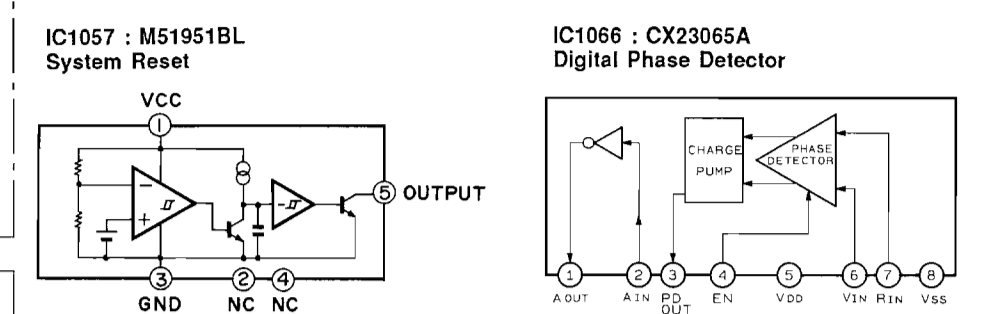 IC1057 : M51951BL
System Reset
VCC
1
−
+
5 OUTPUT
3 2 4
GND NC NC
IC1066 : CX23065A
Digital Phase Detector
CHARGE
PUMP
PHASE
DETECTOR
1 2 3 4 5 6 7 8
A OUT A IN PD OUT EN VDD VIN RIN VSS